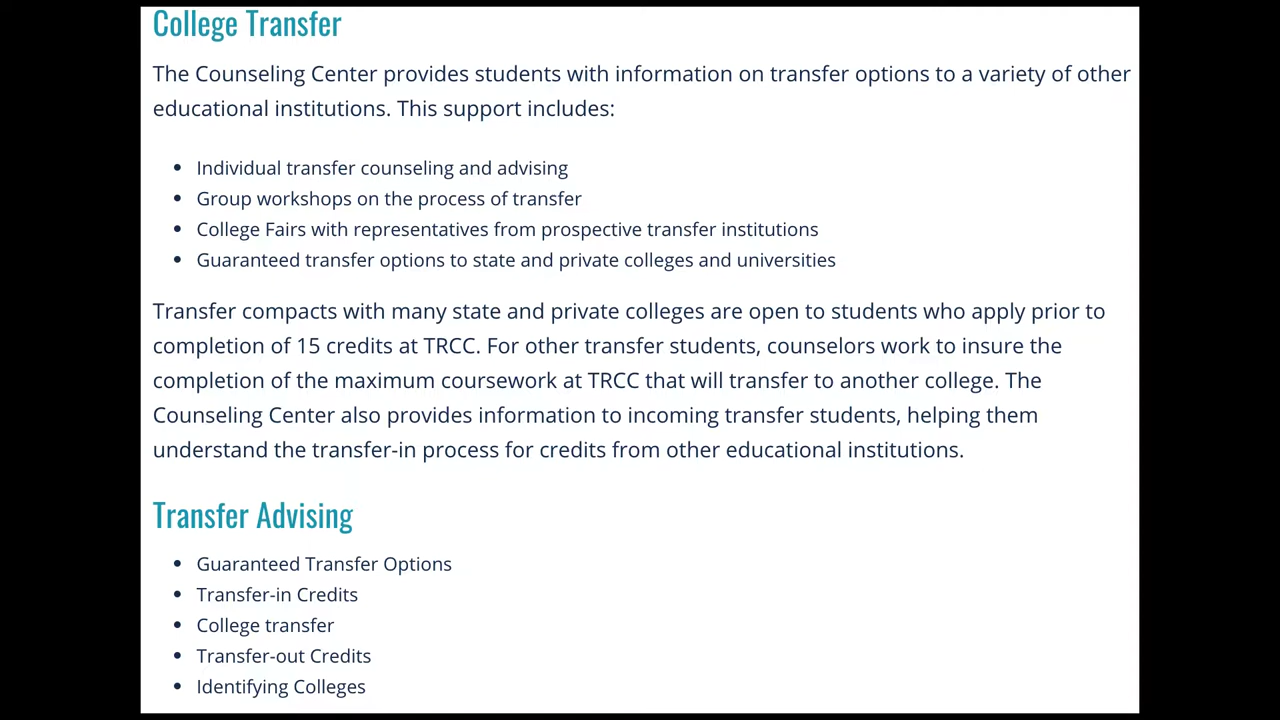 College Transfer
The Counseling Center provides students with information on transfer options to a variety of other
educational institutions. This support includes:
• Individual transfer counseling and advising
• Group workshops on the process of transfer
• College Fairs with representatives from prospective transfer institutions
• Guaranteed transfer options to state and private colleges and universities
Transfer compacts with many state and private colleges are open to students who apply prior to
completion of 15 credits at TRCC. For other transfer students, counselors work to insure the
completion of the maximum coursework at TRCC that will transfer to another college. The
Counseling Center also provides information to incoming transfer students, helping them
understand the transfer-in process for credits from other educational institutions.
Transfer Advising
• Guaranteed Transfer Options
• Transfer-in Credits
• College transfer
• Transfer-out Credits
• Identifying Colleges